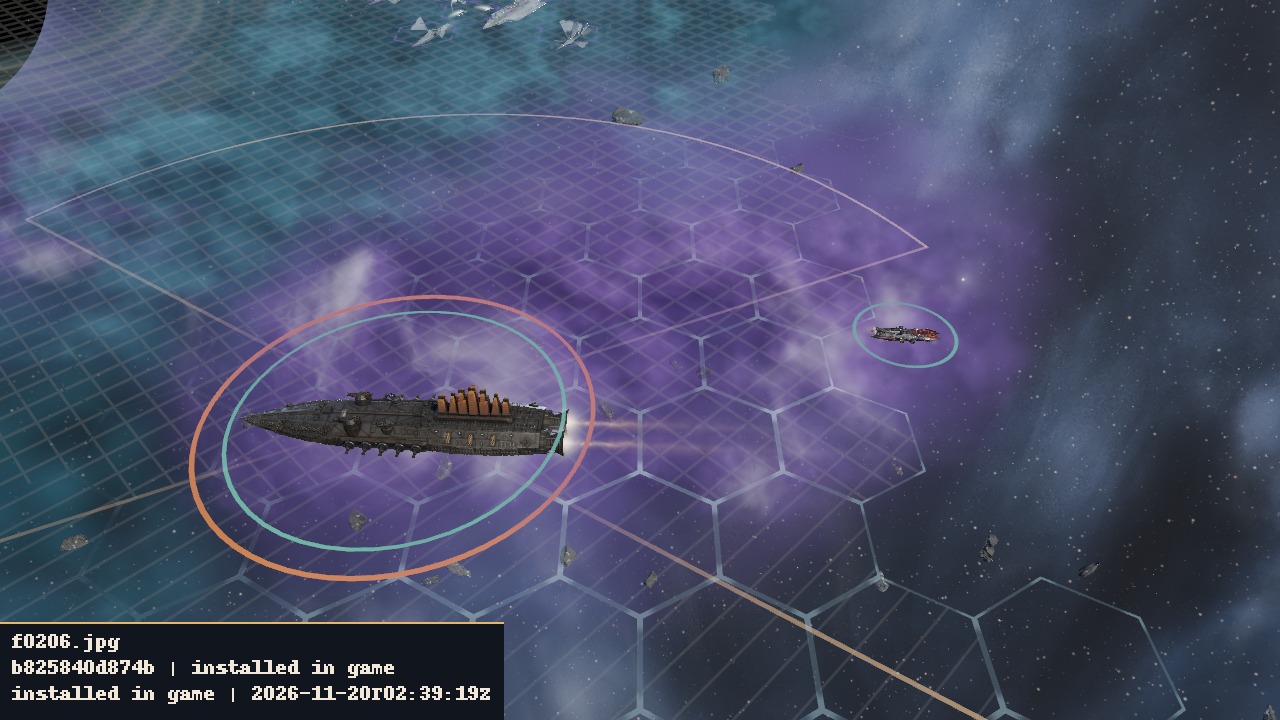 f0206.jpg
b825840d874b | installed in game
installed in game | 2026-11-20T02:39:19Z